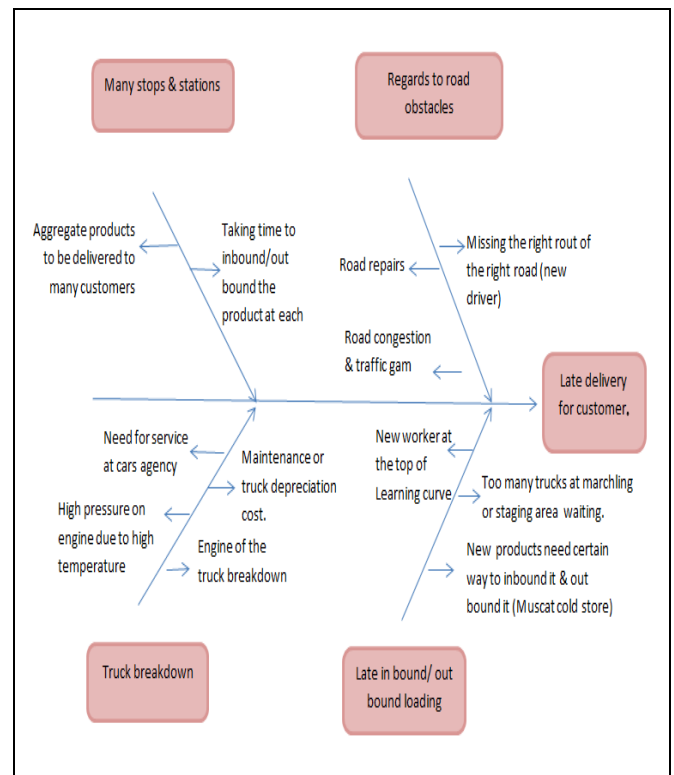 Many stops & stations
Regards to road
obstacles
Aggregate products
to be delivered to
many customers
Taking time to
inbound/out
bound the
product at each
Road repairs
Missing the right rout of
the right road (new
driver)
Road congestion
& traffic gam
Late delivery
for customer.
Need for service
at cars agency
Maintenance or
truck depreciation
cost.
High pressure on
engine due to high
temperature
Engine of the
truck breakdown
New worker at
the top of
Learning curve
Too many trucks at marchling
or staging area waiting.
New products need certain
way to inbound it & out
bound it (Muscat cold store)
Truck breakdown
Late in bound/ out
bound loading